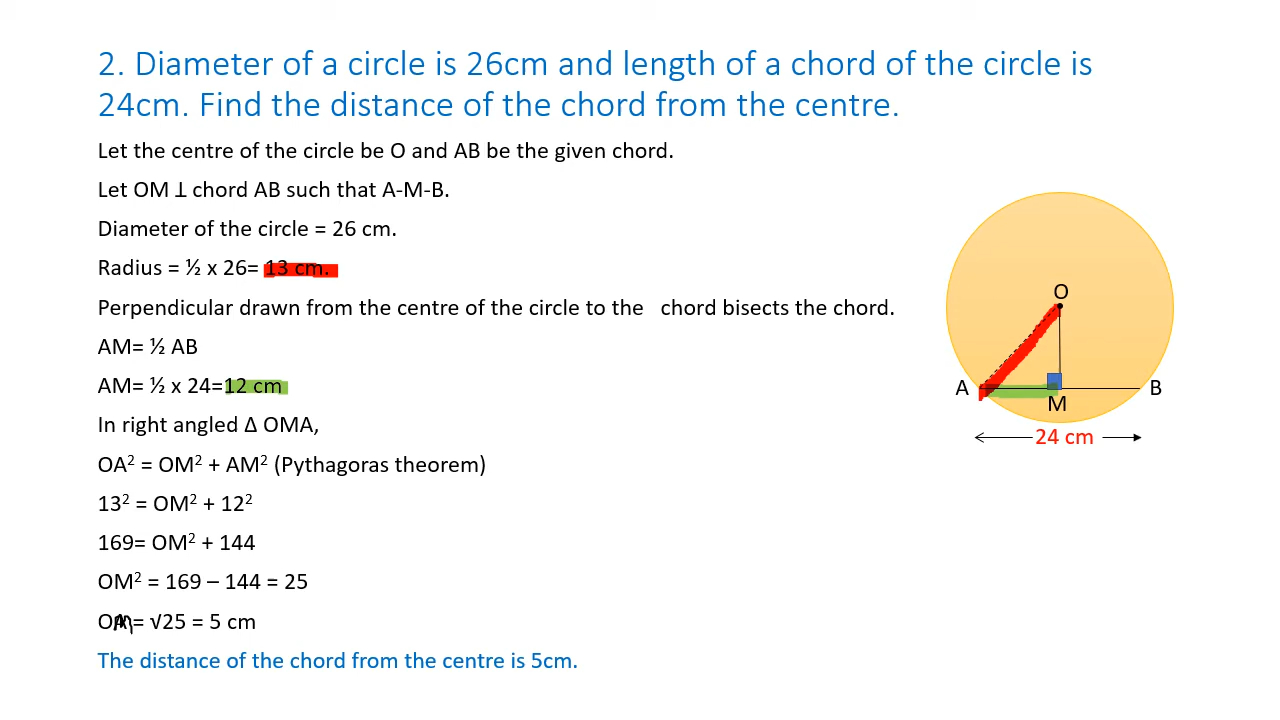 2. Diameter of a circle is 26cm and length of a chord of the circle is
24cm. Find the distance of the chord from the centre.
Let the centre of the circle be O and AB be the given chord.
Let OM ⊥ chord AB such that A-M-B.
Diameter of the circle = 26 cm.
Radius = ½ x 26= 13 cm.
Perpendicular drawn from the centre of the circle to the chord bisects the chord.
AM= ½ AB
AM= ½ x 24=12 cm
In right angled Δ OMA,
OA² = OM² + AM² (Pythagoras theorem)
13² = OM² + 12²
169= OM² + 144
OM² = 169 – 144 = 25
OM= √25 = 5 cm
The distance of the chord from the centre is 5cm.
O
A
B
M
24 cm